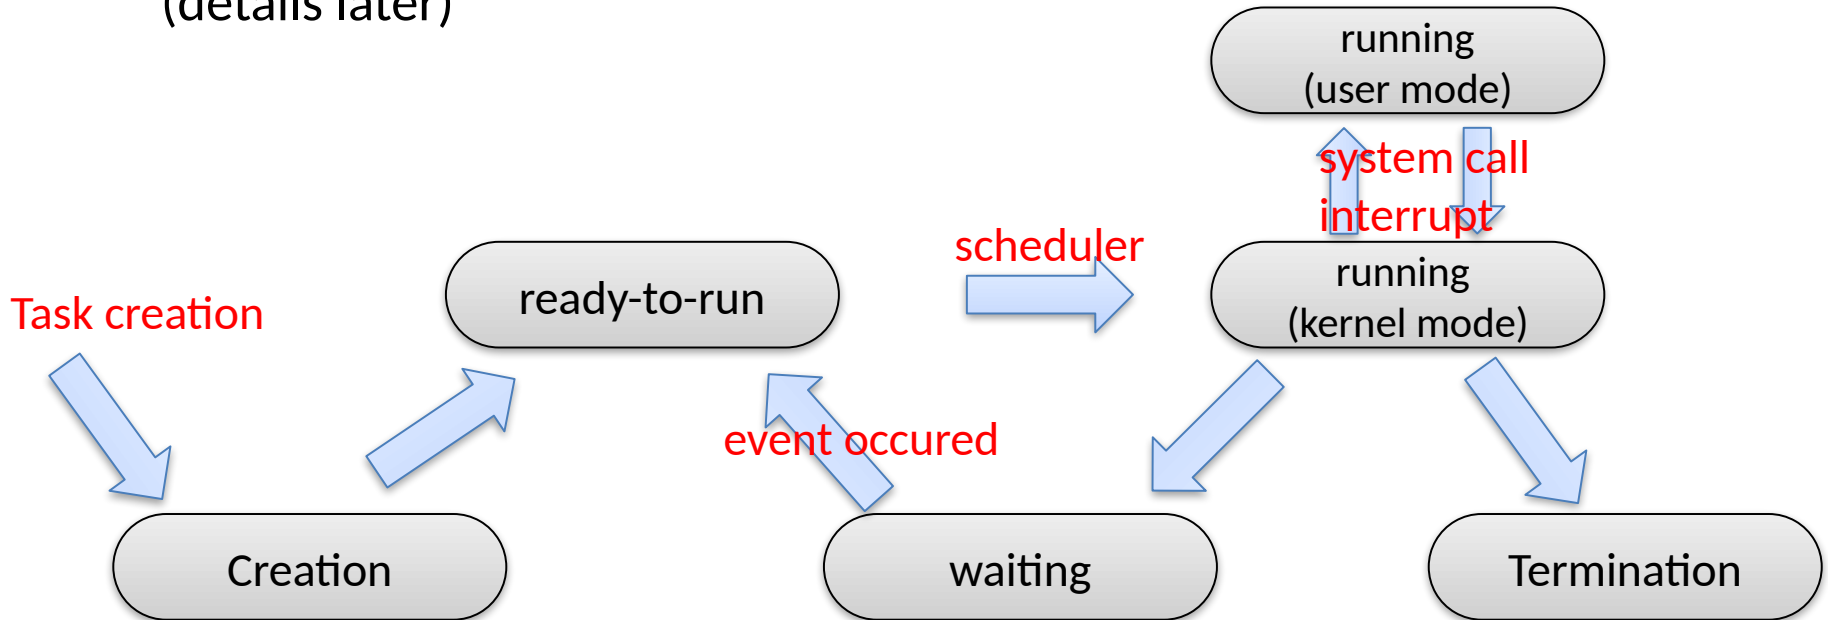 (details later)
running
(user mode)
system call
interrupt
scheduler
running
(kernel mode)
ready-to-run
Task creation
event occured
Creation
waiting
Termination